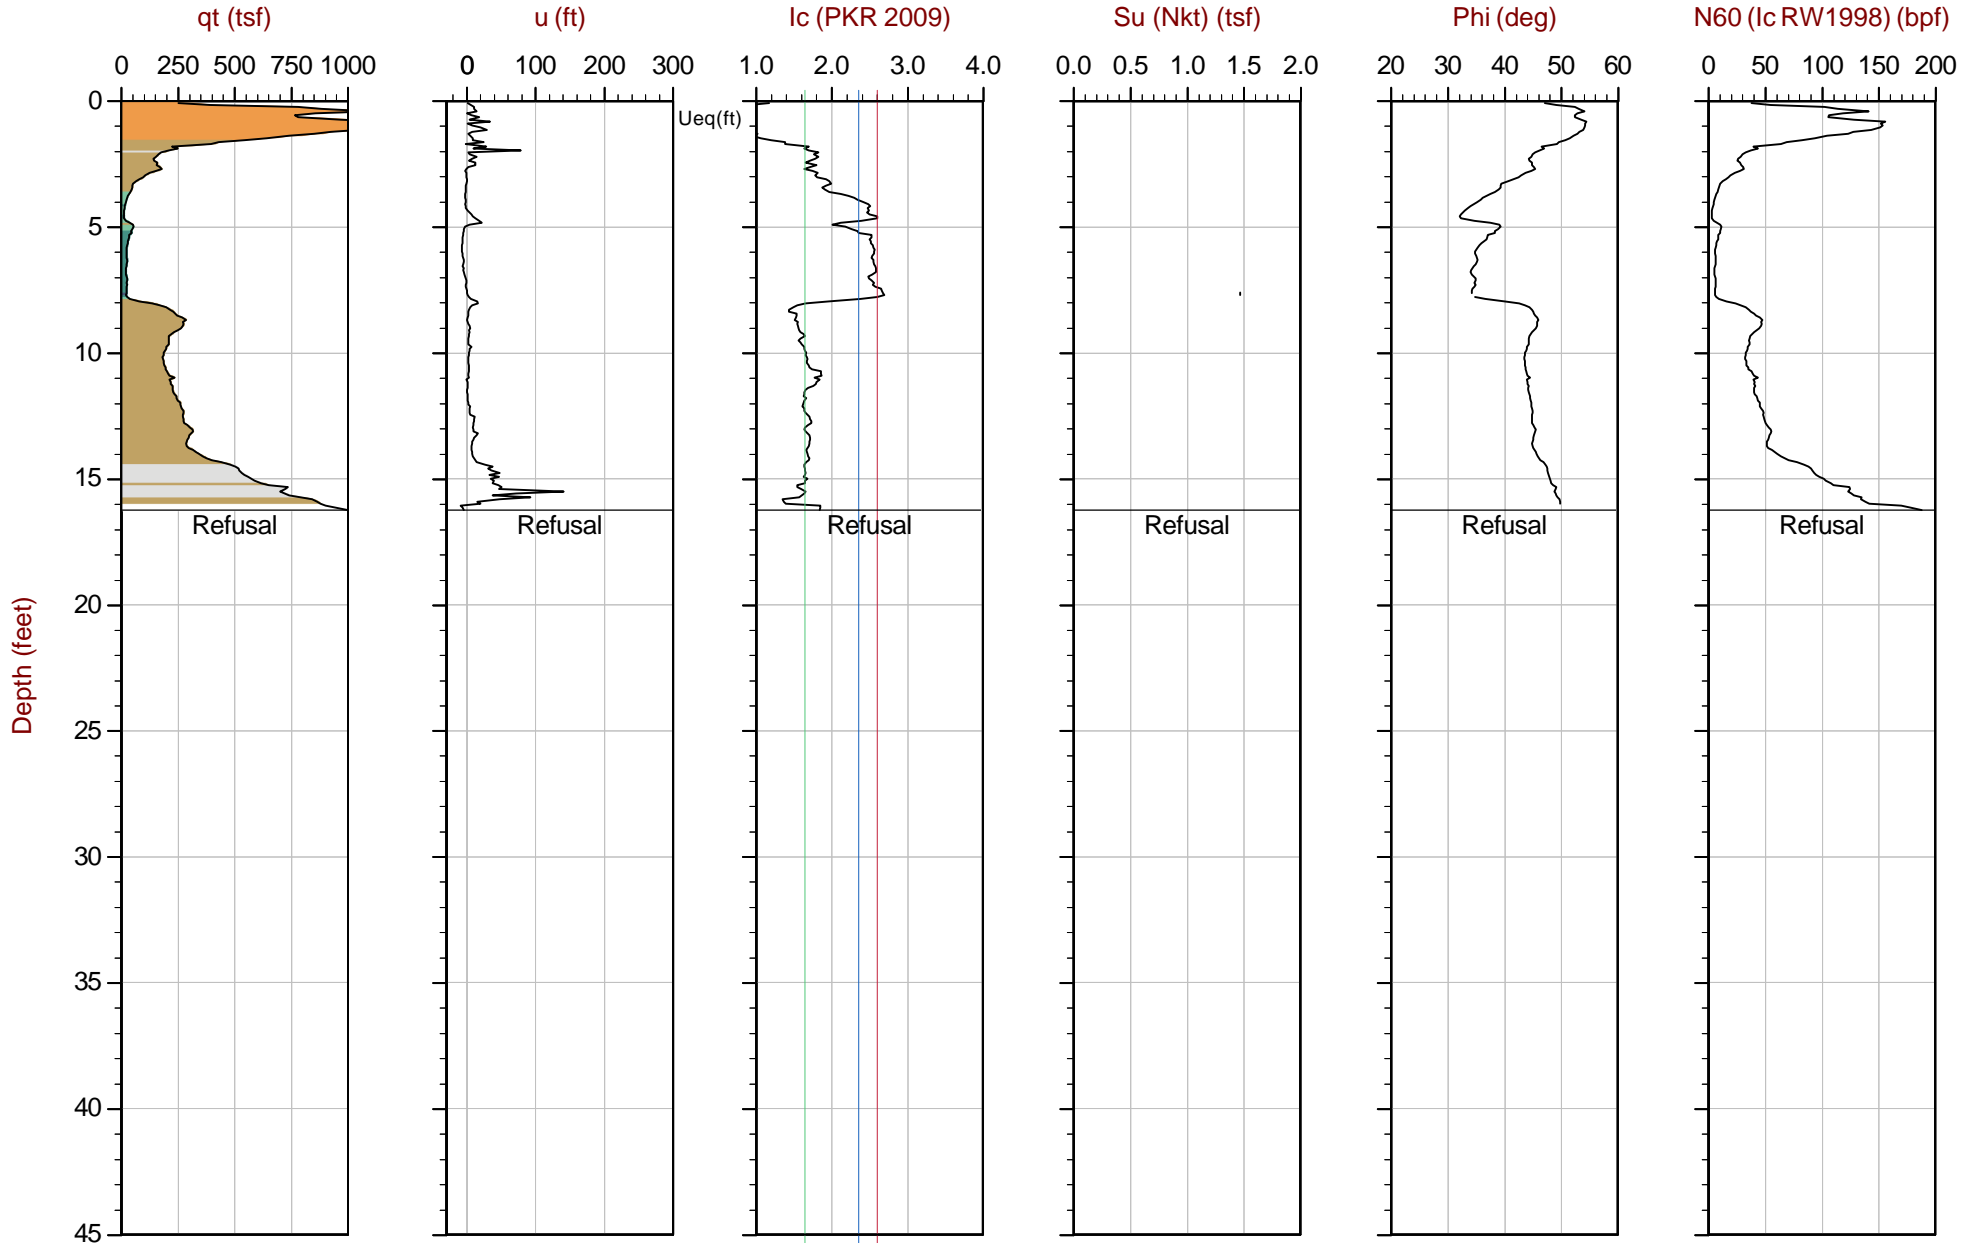 qt (tsf) u (ft) Ic (PKR 2009) Su (Nkt) (tsf) Phi (deg) N60 (Ic RW1998) (bpf)
0 250 500 750 1000 0 100 200 300 1.0 2.0 3.0 4.0 0.0 0.5 1.0 1.5 2.0 20 30 40 50 60 0 50 100 150 200
0
Ueq(ft)
5
10
15
Refusal Refusal Refusal Refusal Refusal Refusal
20
Depth (feet)
25
30
35
40
45